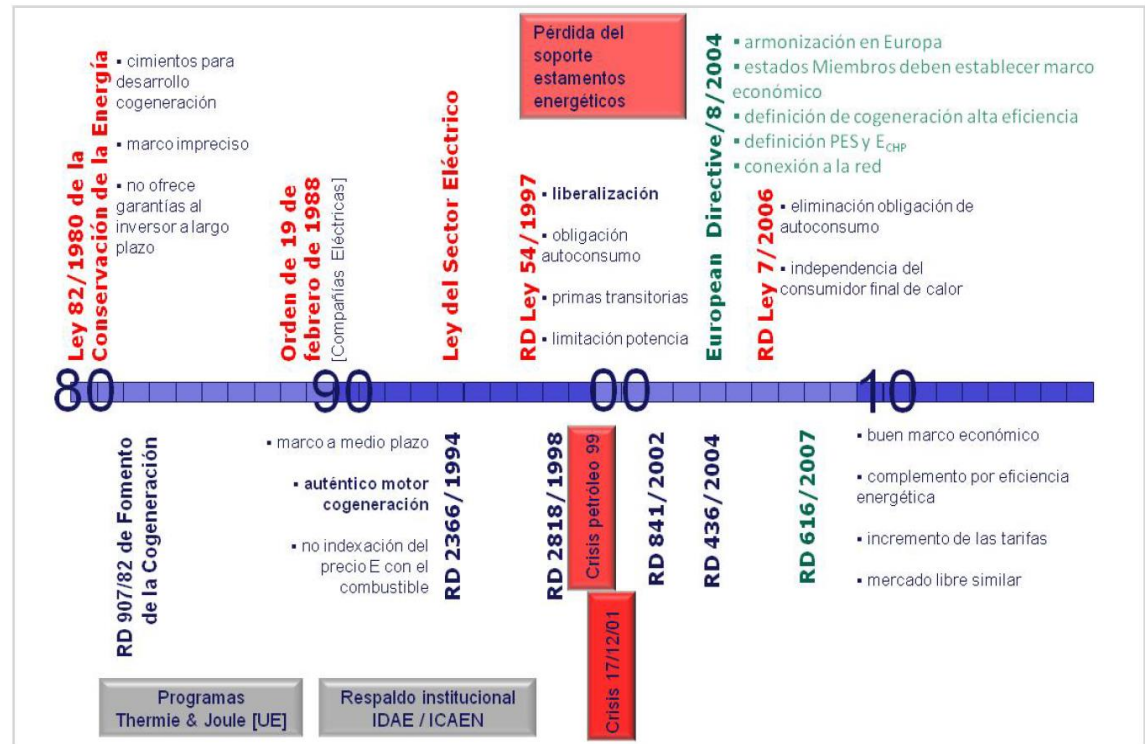 Ley 82/1980 de la
Conservación de la Energía
▪ cimientos para
desarrollo
cogeneración
▪ marco impreciso
▪ no ofrece
garantías al
inversor a largo
plazo
Orden de 19 de
febrero de 1988
[Compañías Eléctricas]
Ley del Sector Eléctrico
Pérdida del
soporte
estamentos
energéticos
RD Ley 54/1997
▪ liberalización
▪ obligación
autoconsumo
▪ primas transitorias
▪ limitación potencia
European Directive/8/2004
▪ armonización en Europa
▪ estados Miembros deben establecer marco
económico
▪ definición de cogeneración alta eficiencia
▪ definición PES y ECHP
▪ conexión a la red
RD Ley 7/2006
▪ eliminación obligación de
autoconsumo
▪ independencia del
consumidor final de calor
80 90 00 10
RD 907/82 de Fomento
de la Cogeneración
▪ marco a medio plazo
▪ auténtico motor
cogeneración
▪ no indexación del
precio E con el
combustible
RD 2366/1994
RD 2818/1998
Crisis petróleo 99
Crisis 17/12/01
RD 841/2002
RD 436/2004
RD 616/2007
▪ buen marco económico
▪ complemento por eficiencia
energética
▪ incremento de las tarifas
▪ mercado libre similar
Programas
Thermie & Joule [UE]
Respaldo institucional
IDAE / ICAEN